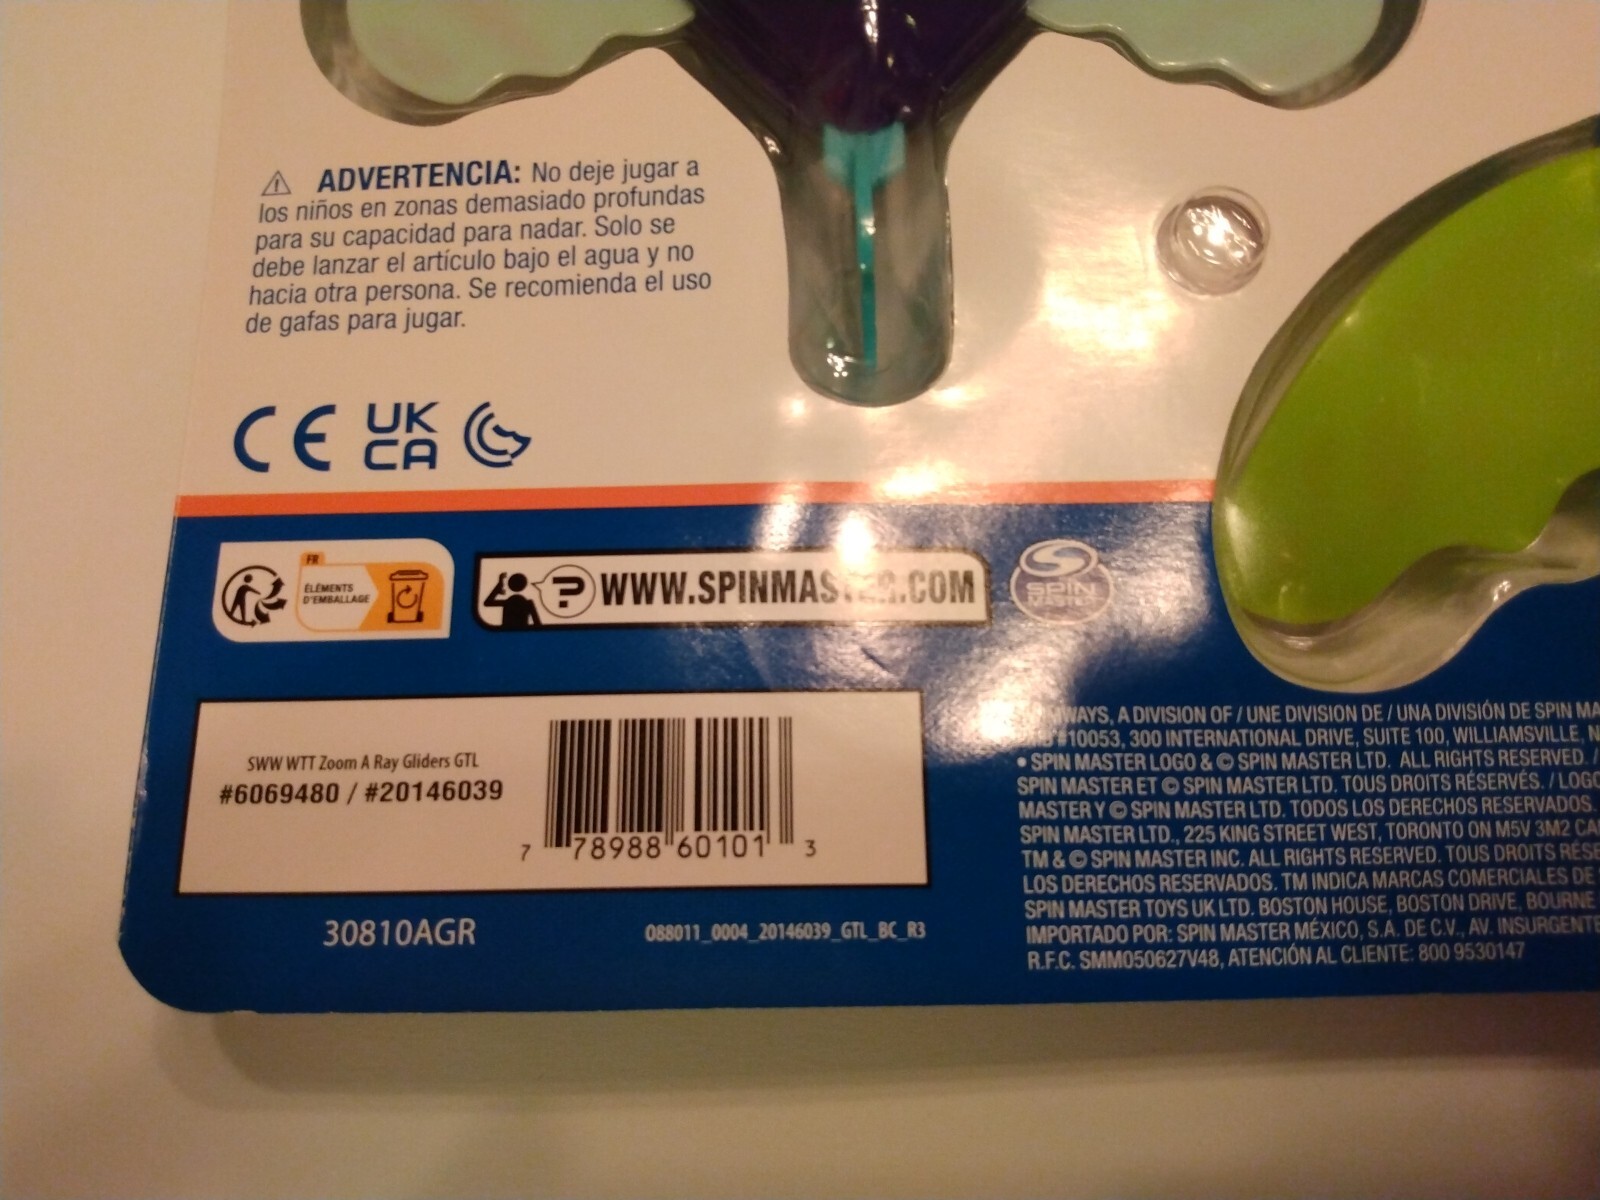 ⚠ ADVERTENCIA: No deje jugar a
los niños en zonas demasiado profundas
para su capacidad para nadar. Solo se
debe lanzar el artículo bajo el agua y no
hacia otra persona. Se recomienda el uso
de gafas para jugar.
CE UK CA
FR
ÉLÉMENTS
D'EMBALLAGE
? WWW.SPINMASTER.COM
SPIN MASTER
SWW WTT Zoom A Ray Gliders GTL
#6069480 / #20146039
7 78988 60101 3
30810AGR
088011_0004_20146039_GTL_BC_R3
A DIVISION OF / UNE DIVISION DE / UNA DIVISIÓN DE SPIN
#10053, 300 INTERNATIONAL DRIVE, SUITE 100, WILLIAMSVILLE,
• SPIN MASTER LOGO & © SPIN MASTER LTD. ALL RIGHTS RESERVED. /
SPIN MASTER ET © SPIN MASTER LTD. TOUS DROITS RÉSERVÉS. / LOGO
MASTER Y © SPIN MASTER LTD. TODOS LOS DERECHOS RESERVADOS.
SPIN MASTER LTD., 225 KING STREET WEST, TORONTO ON M5V 3M2
TM & © SPIN MASTER INC. ALL RIGHTS RESERVED. TOUS DROITS
LOS DERECHOS RESERVADOS. TM INDICA MARCAS COMERCIALES DE
SPIN MASTER TOYS UK LTD. BOSTON HOUSE, BOSTON DRIVE, BOURNE
IMPORTADO POR: SPIN MASTER MÉXICO, S.A. DE C.V., AV.
R.F.C. SMM050627V48, ATENCIÓN AL CLIENTE: 800 9530147